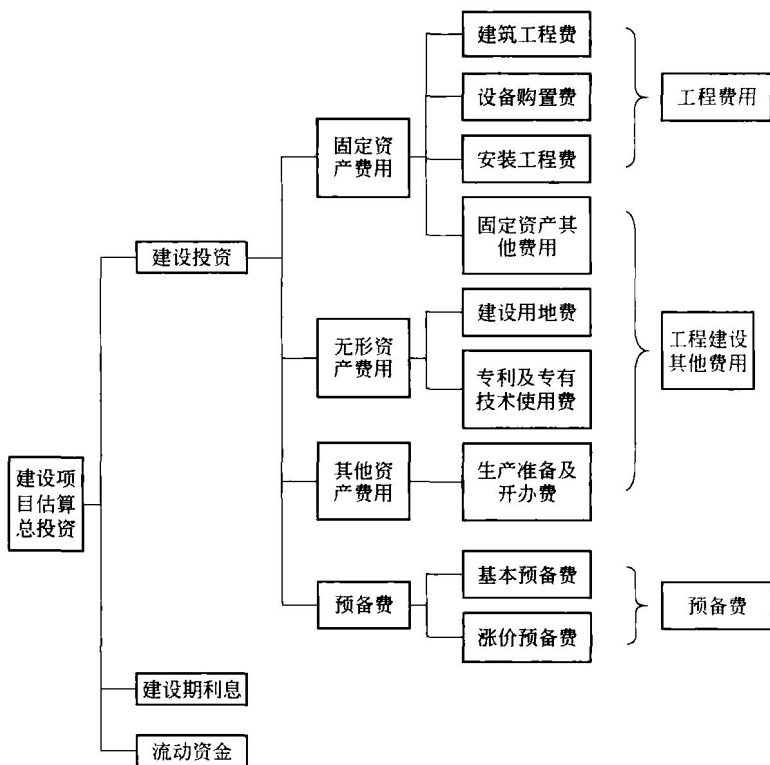 建筑工程费
设备购置费
工程费用
固定资
产费用
安装工程费
固定资产其
他费用
建设投资
建设用地费
无形资
产费用
工程建设
其他费用
专利及专有
技术使用费
建设项
目估算
总投资
其他资
产费用
生产准备及
开办费
基本预备费
预备费
预备费
涨价预备费
建设期利息
流动资金